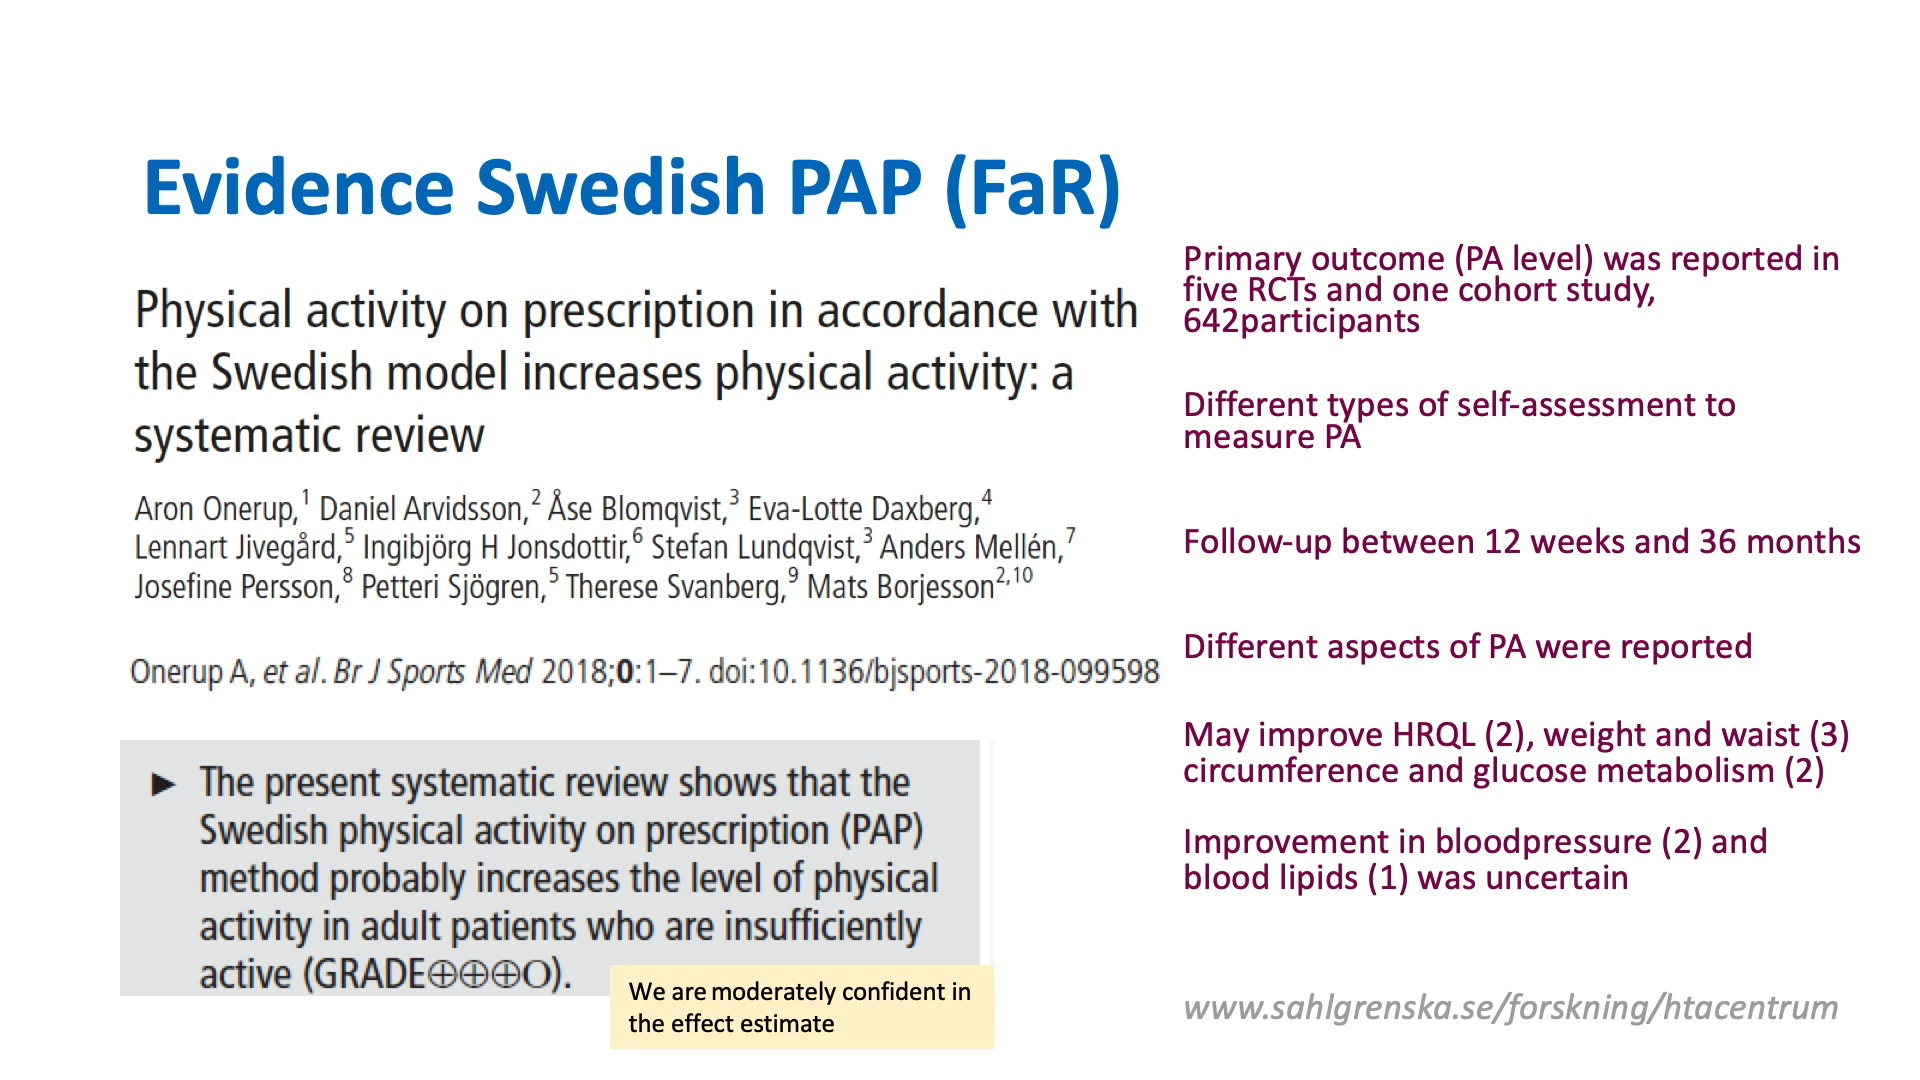 Evidence Swedish PAP (FaR)
Physical activity on prescription in accordance with
the Swedish model increases physical activity: a
systematic review
Aron Onerup,1 Daniel Arvidsson,2 Åse Blomqvist,3 Eva-Lotte Daxberg,4
Lennart Jivegård,5 Ingibjörg H Jonsdottir,6 Stefan Lundqvist,3 Anders Mellén,7
Josefine Persson,8 Petteri Sjögren,5 Therese Svanberg,9 Mats Borjesson2,10
Onerup A, et al. Br J Sports Med 2018;0:1–7. doi:10.1136/bjsports-2018-099598
► The present systematic review shows that the
Swedish physical activity on prescription (PAP)
method probably increases the level of physical
activity in adult patients who are insufficiently
active (GRADE⊕⊕⊕O).
We are moderately confident in
the effect estimate
Primary outcome (PA level) was reported in
five RCTs and one cohort study,
642participants
Different types of self-assessment to
measure PA
Follow-up between 12 weeks and 36 months
Different aspects of PA were reported
May improve HRQL (2), weight and waist (3)
circumference and glucose metabolism (2)
Improvement in bloodpressure (2) and
blood lipids (1) was uncertain
www.sahlgrenska.se/forskning/htacentrum